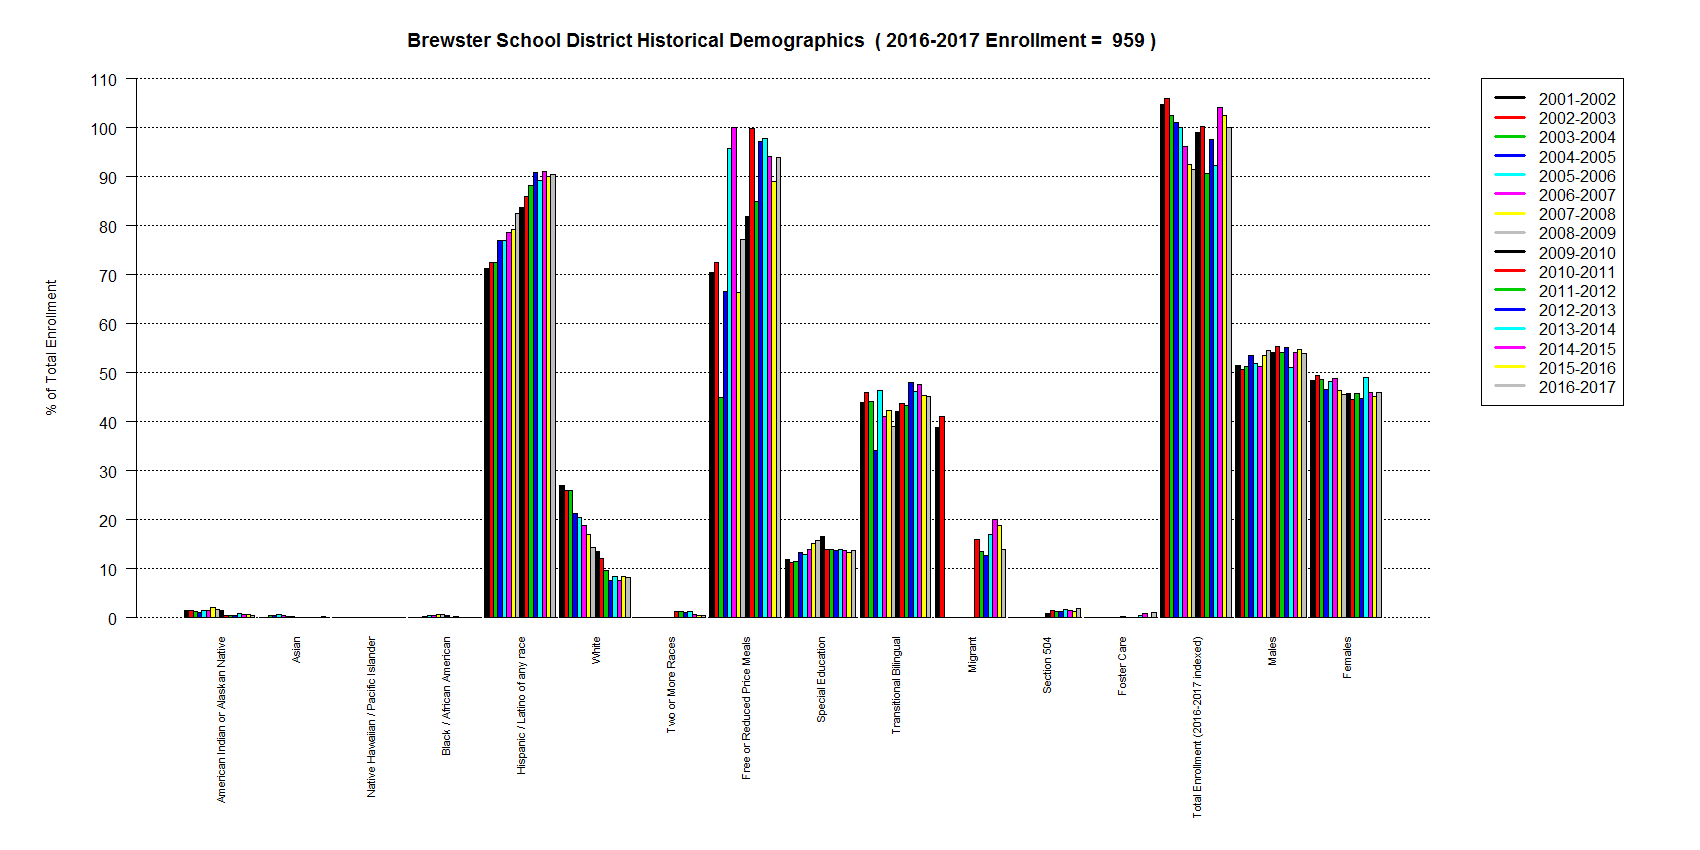 Brewster School District Historical Demographics ( 2016-2017 Enrollment = 959 )
% of Total Enrollment
110
100
90
80
70
60
50
40
30
20
10
0
American Indian or Alaskan Native
Asian
Native Hawaiian / Pacific Islander
Black / African American
Hispanic / Latino of any race
White
Two or More Races
Free or Reduced Price Meals
Special Education
Transitional Bilingual
Migrant
Section 504
Foster Care
Total Enrollment (2016-2017 indexed)
Males
Females
2001-2002
2002-2003
2003-2004
2004-2005
2005-2006
2006-2007
2007-2008
2008-2009
2009-2010
2010-2011
2011-2012
2012-2013
2013-2014
2014-2015
2015-2016
2016-2017